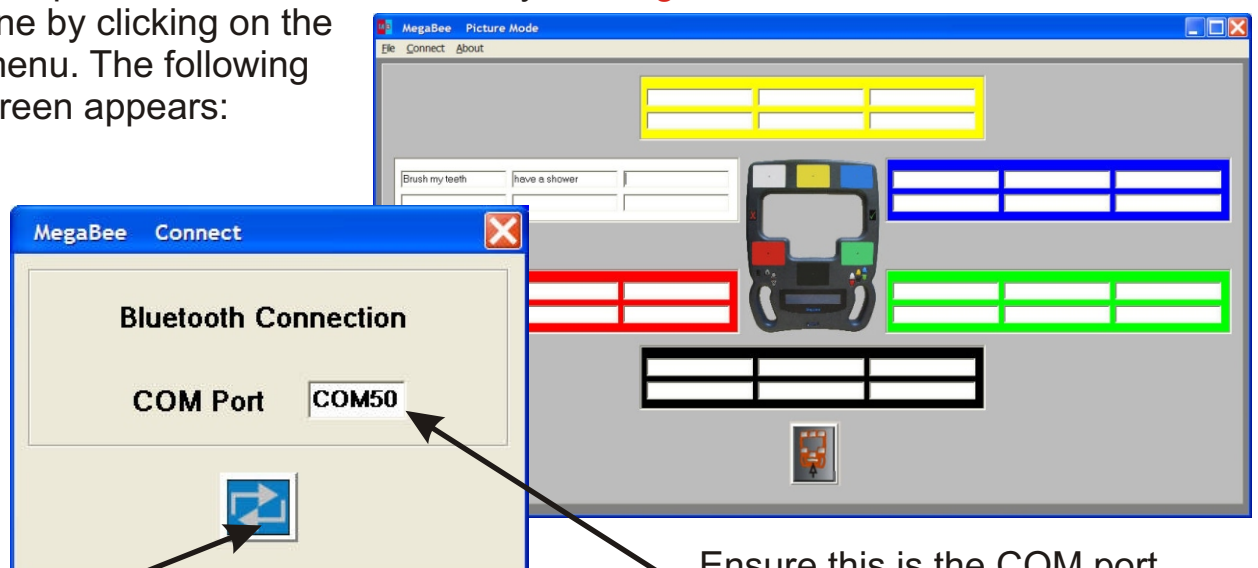 ne by clicking on the
menu. The following
reen appears:
MegaBee Picture Mode
File Connect About
Brush my teeth have a shower
MegaBee Connect
Bluetooth Connection
COM Port COM50
Ensure this is the COM port